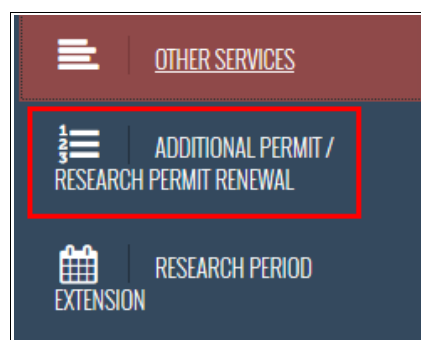 OTHER SERVICES
ADDITIONAL PERMIT /
RESEARCH PERMIT RENEWAL
RESEARCH PERIOD
EXTENSION